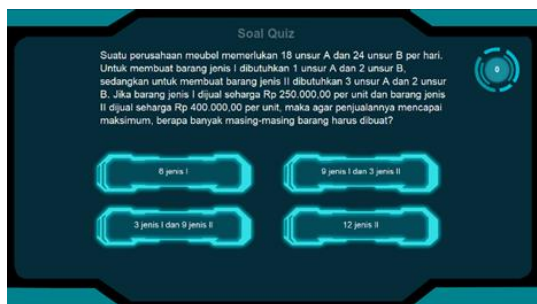 Soal Quiz
Suatu perusahaan meubel memerlukan 18 unsur A dan 24 unsur B per hari.
Untuk membuat barang jenis I dibutuhkan 1 unsur A dan 2 unsur B,
sedangkan untuk membuat barang jenis II dibutuhkan 3 unsur A dan 2 unsur
B. Jika barang jenis I dijual seharga Rp 250.000,00 per unit dan barang jenis
II dijual seharga Rp 400.000,00 per unit, maka agar penjualannya mencapai
maksimum, berapa banyak masing-masing barang harus dibuat?
0
6 jenis I
9 jenis I dan 3 jenis II
3 jenis I dan 9 jenis II
12 jenis II